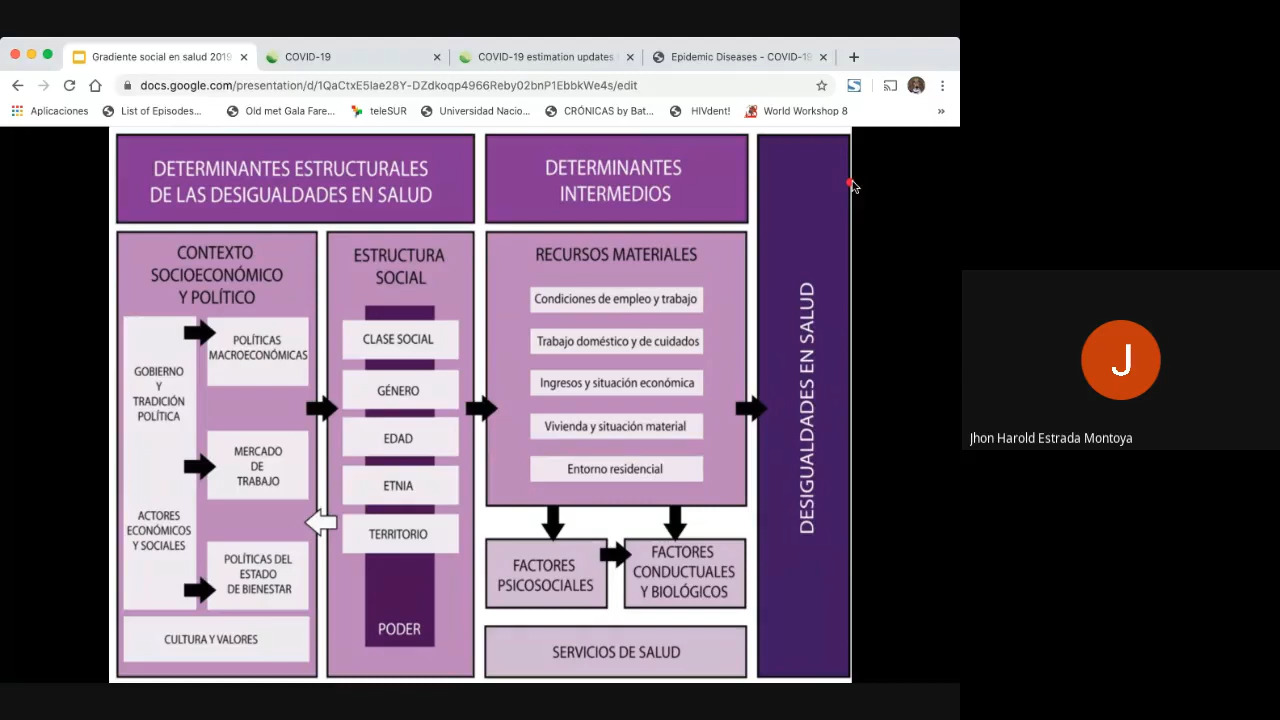 Gradiente social en salud 2019
COVID-19
COVID-19 estimation updates
Epidemic Diseases - COVID-19
docs.google.com/presentation/d/1QaCtxE5lae28Y-DZdkoqp4966Reby02bnP1EbbkWe4s/edit
Aplicaciones
List of Episodes...
Old met Gala Fare...
teleSUR
Universidad Nacio...
CRÓNICAS by Bat...
HIVdent!
World Workshop 8
»
DETERMINANTES ESTRUCTURALES
DE LAS DESIGUALDADES EN SALUD
CONTEXTO
SOCIOECONÓMICO
Y POLÍTICO
GOBIERNO
Y
TRADICIÓN
POLÍTICA
ACTORES
ECONÓMICOS
Y SOCIALES
POLÍTICAS
MACROECONÓMICAS
MERCADO
DE
TRABAJO
POLÍTICAS DEL
ESTADO
DE BIENESTAR
CULTURA Y VALORES
ESTRUCTURA
SOCIAL
CLASE SOCIAL
GÉNERO
EDAD
ETNIA
TERRITORIO
PODER
DETERMINANTES
INTERMEDIOS
RECURSOS MATERIALES
Condiciones de empleo y trabajo
Trabajo doméstico y de cuidados
Ingresos y situación económica
Vivienda y situación material
Entorno residencial
FACTORES
PSICOSOCIALES
FACTORES
CONDUCTUALES
Y BIOLÓGICOS
SERVICIOS DE SALUD
DESIGUALDADES EN SALUD
J
Jhon Harold Estrada Montoya